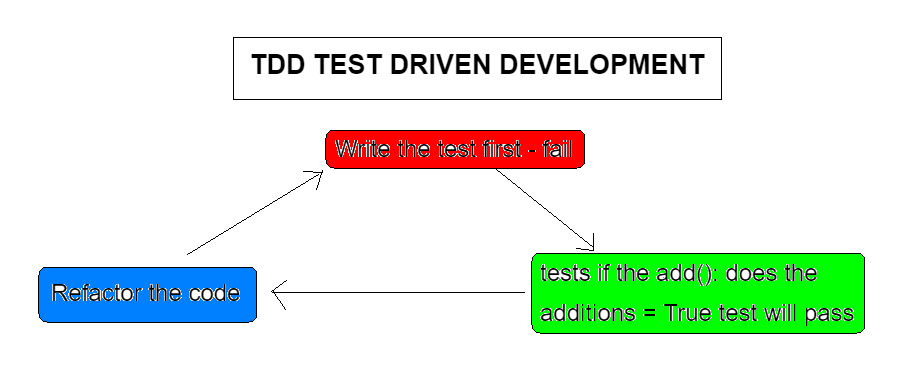 TDD TEST DRIVEN DEVELOPMENT
Write the test first - fail
Refactor the code
tests if the add(): does the
additions = True test will pass